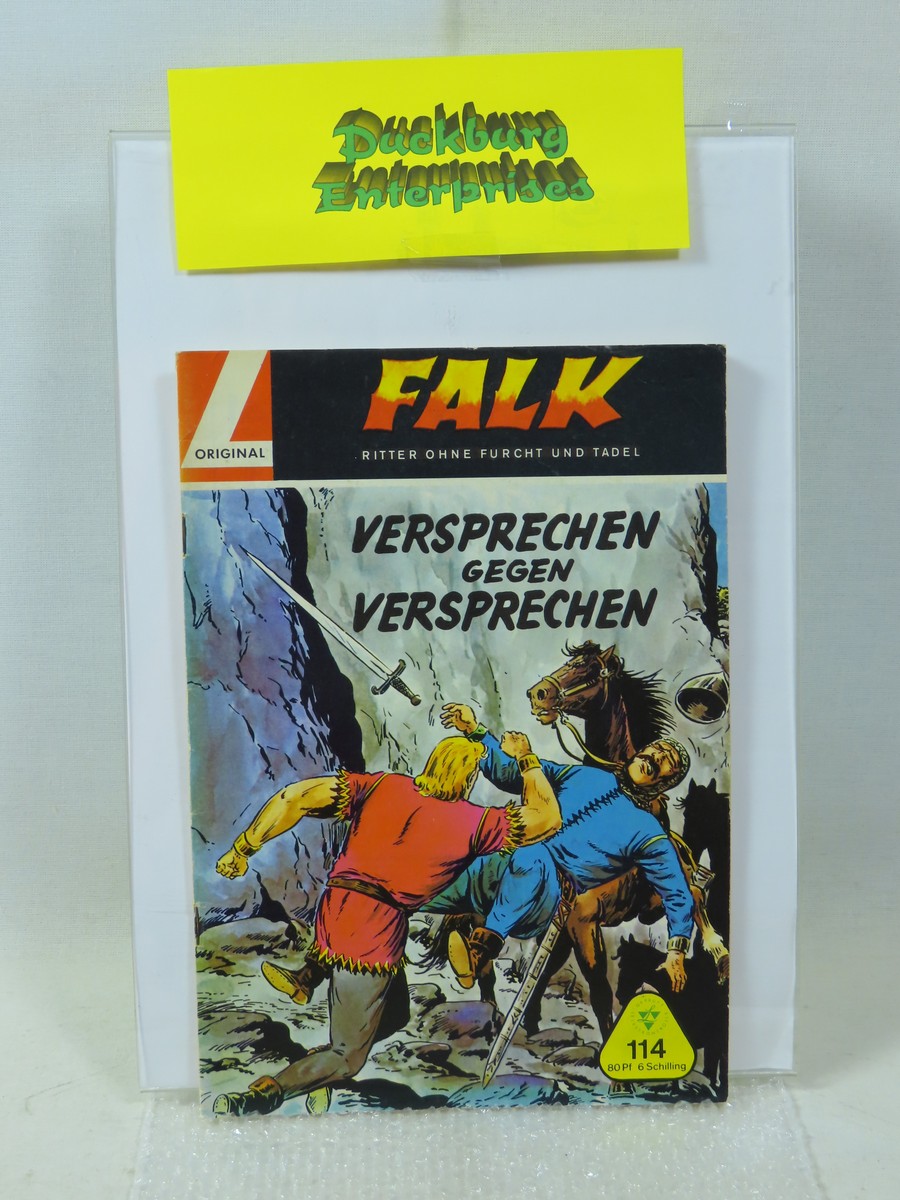 Duckburg
Enterprises
ORIGINAL
FALK
RITTER OHNE FURCHT UND TADEL
VERSPRECHEN
GEGEN
VERSPRECHEN
114
80 Pf 6 Schilling